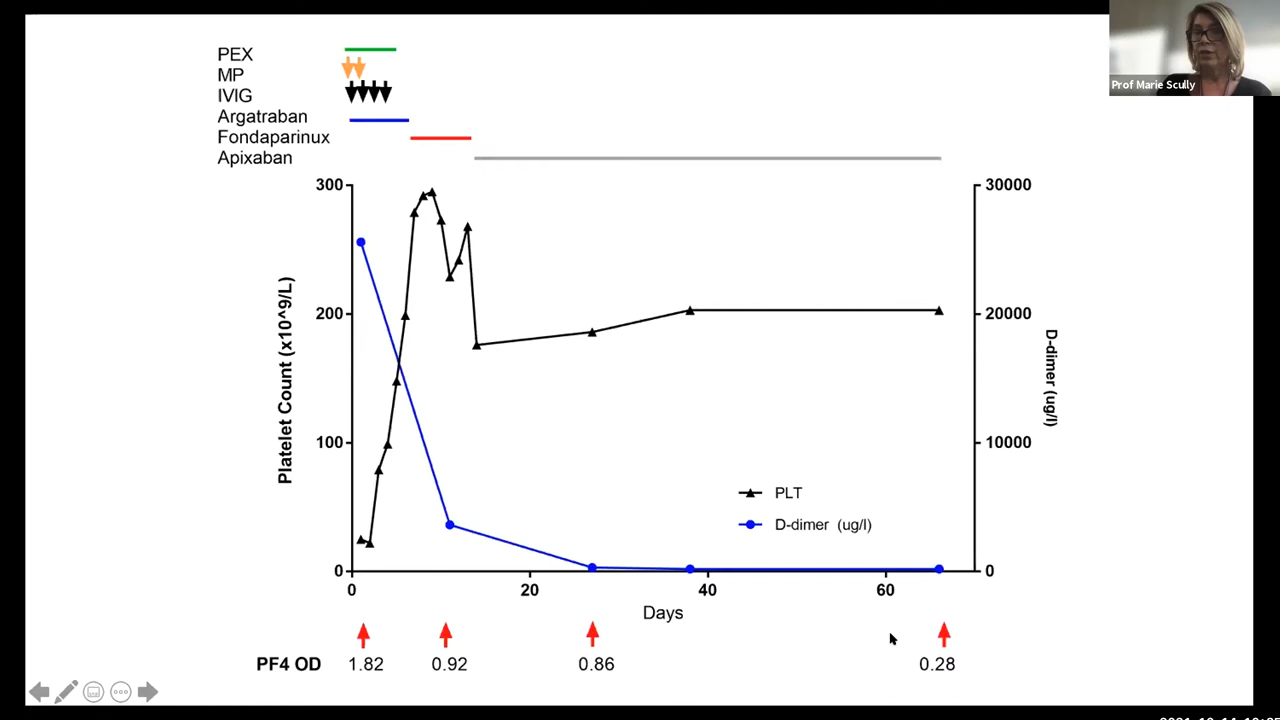 Prof Marie Scully
PEX
MP
IVIG
Argatraban
Fondaparinux
Apixaban
300
200
100
0
Platelet Count (x10^9/L)
30000
20000
10000
0
D-dimer (ug/l)
PLT
D-dimer (ug/l)
0 20 40 60
Days
PF4 OD 1.82 0.92 0.86 0.28